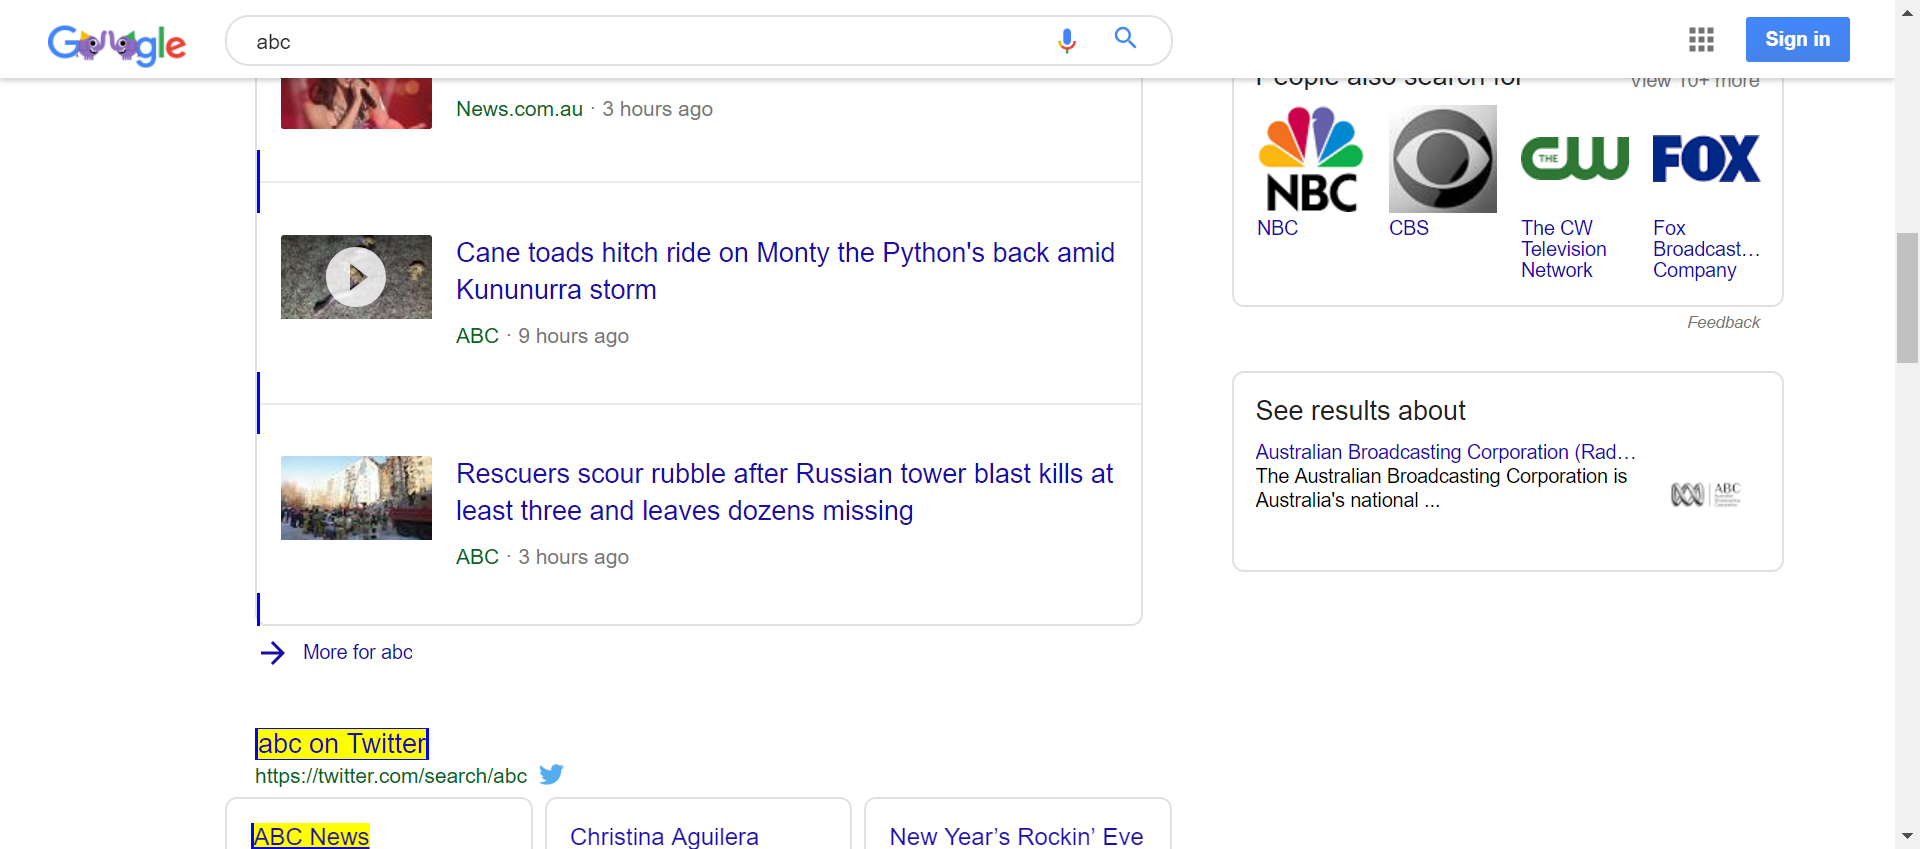 Google
abc
Sign in
News.com.au · 3 hours ago
Cane toads hitch ride on Monty the Python's back amid
Kununurra storm
ABC · 9 hours ago
Rescuers scour rubble after Russian tower blast kills at
least three and leaves dozens missing
ABC · 3 hours ago
More for abc
abc on Twitter
https://twitter.com/search/abc
ABC News
Christina Aguilera
New Year’s Rockin’ Eve
People also search for
View 10+ more
NBC
THE CW
FOX
NBC
CBS
The CW
Television
Network
Fox
Broadcast...
Company
Feedback
See results about
Australian Broadcasting Corporation (Rad...
The Australian Broadcasting Corporation is
Australia's national ...
ABC